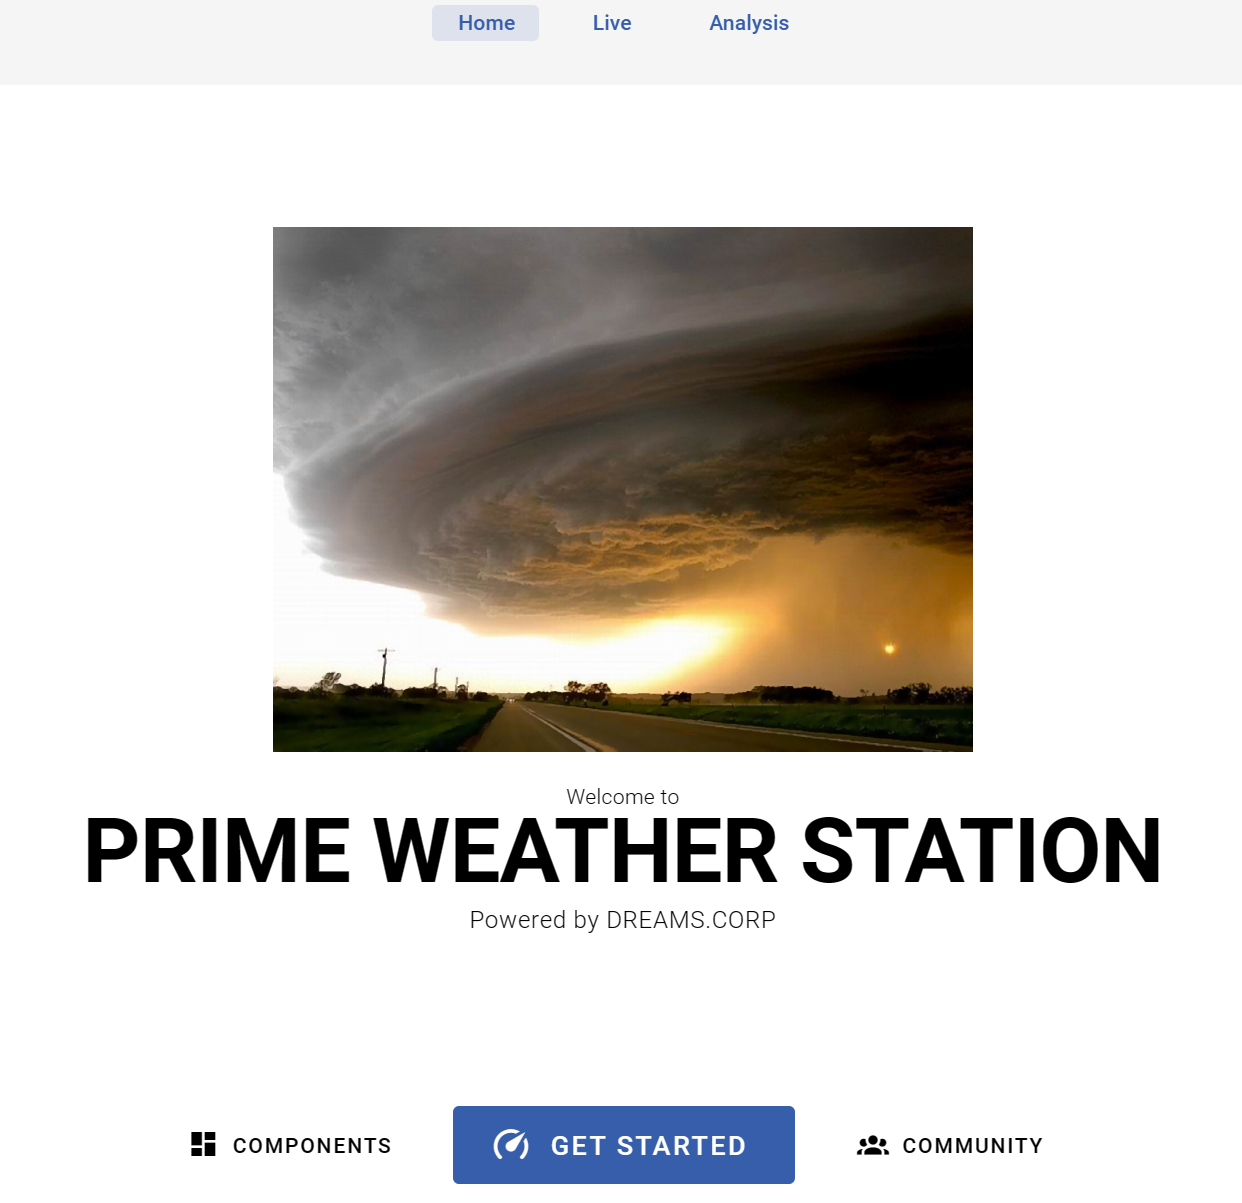 Home Live Analysis
Welcome to
PRIME WEATHER STATION
Powered by DREAMS.CORP
COMPONENTS GET STARTED COMMUNITY